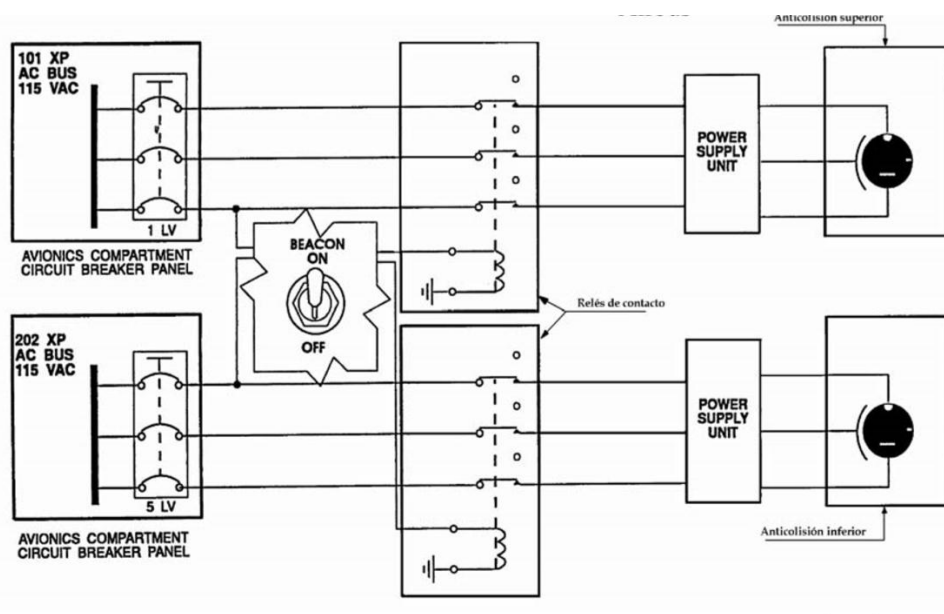 Anticolisión superior
101 XP
AC BUS
115 VAC
1 LV
AVIONICS COMPARTMENT
CIRCUIT BREAKER PANEL
BEACON
ON
OFF
POWER
SUPPLY
UNIT
Relés de contacto
202 XP
AC BUS
115 VAC
5 LV
AVIONICS COMPARTMENT
CIRCUIT BREAKER PANEL
POWER
SUPPLY
UNIT
Anticolisión inferior